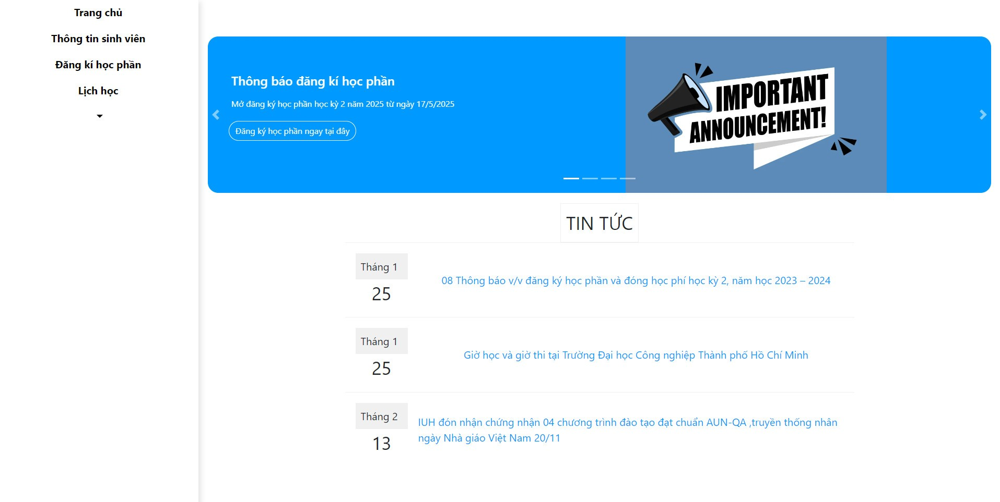 Trang chủ
Thông tin sinh viên
Đăng kí học phần
Lịch học
Thông báo đăng kí học phần
Mở đăng ký học phần học kỳ 2 năm 2025 từ ngày 17/5/2025
Đăng ký học phần ngay tại đây
IMPORTANT
ANNOUNCEMENT!
TIN TỨC
Tháng 1
25
08 Thông báo v/v đăng ký học phần và đóng học phí học kỳ 2, năm học 2023 – 2024
Tháng 1
25
Giờ học và giờ thi tại Trường Đại học Công nghiệp Thành phố Hồ Chí Minh
Tháng 2
13
IUH đón nhận chứng nhận 04 chương trình đào tạo đạt chuẩn AUN-QA ,truyền thống nhân
ngày Nhà giáo Việt Nam 20/11